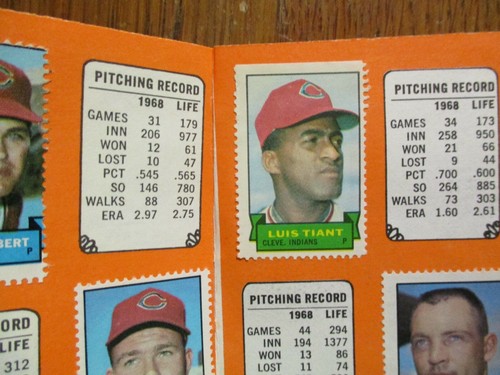 PITCHING RECORD
1968 LIFE
GAMES 31 179
INN 206 977
WON 12 61
LOST 10 47
PCT .545 .565
SO 146 780
WALKS 88 307
ERA 2.97 2.75
BERT P
ORD
LIFE
312
C
C
LUIS TIANT
CLEVE. INDIANS P
PITCHING RECORD
1968 LIFE
GAMES 34 173
INN 258 950
WON 21 66
LOST 9 44
PCT .700 .600
SO 264 885
WALKS 73 303
ERA 1.60 2.61
PITCHING RECORD
1968 LIFE
GAMES 44 294
INN 194 1377
WON 13 86
LOST 11 74